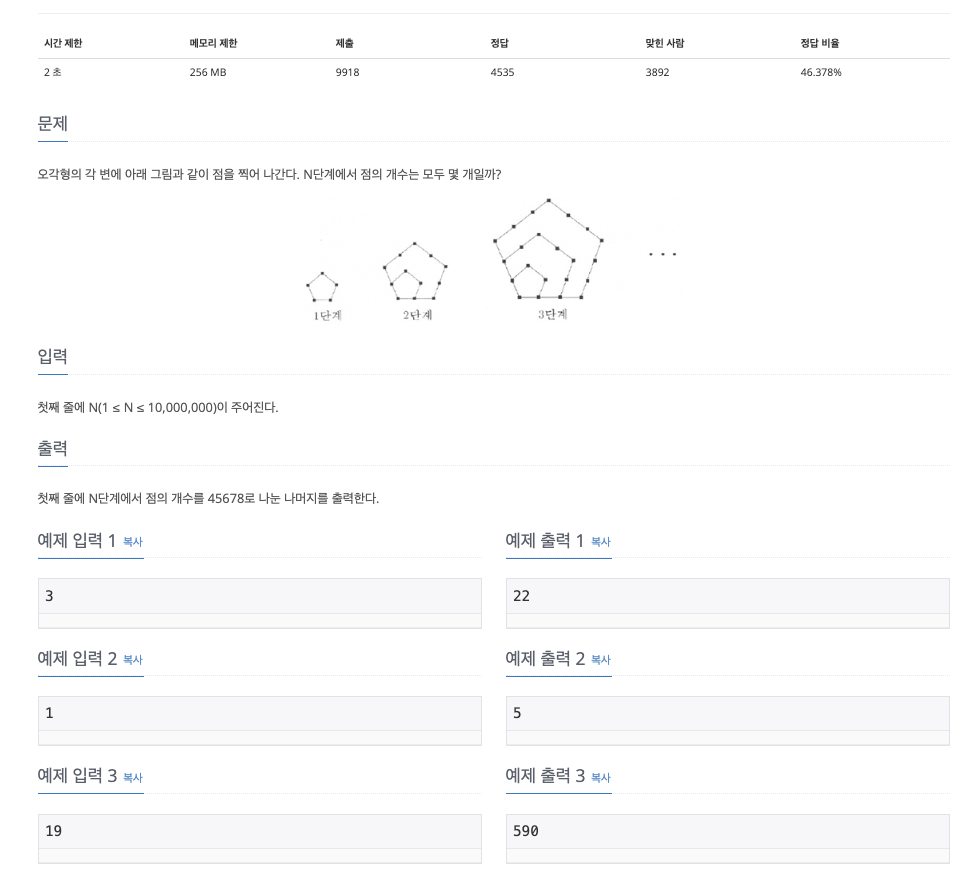 시간 제한 메모리 제한 제출 정답 맞힌 사람 정답 비율
2 초 256 MB 9918 4535 3892 46.378%
문제
오각형의 각 변에 아래 그림과 같이 점을 찍어 나간다. N단계에서 점의 개수는 모두 몇 개일까?
1단계 2단계 3단계
입력
첫째 줄에 N(1 ≤ N ≤ 10,000,000)이 주어진다.
출력
첫째 줄에 N단계에서 점의 개수를 45678로 나눈 나머지를 출력한다.
예제 입력 1 복사 예제 출력 1 복사
3 22
예제 입력 2 복사 예제 출력 2 복사
1 5
예제 입력 3 복사 예제 출력 3 복사
19 590